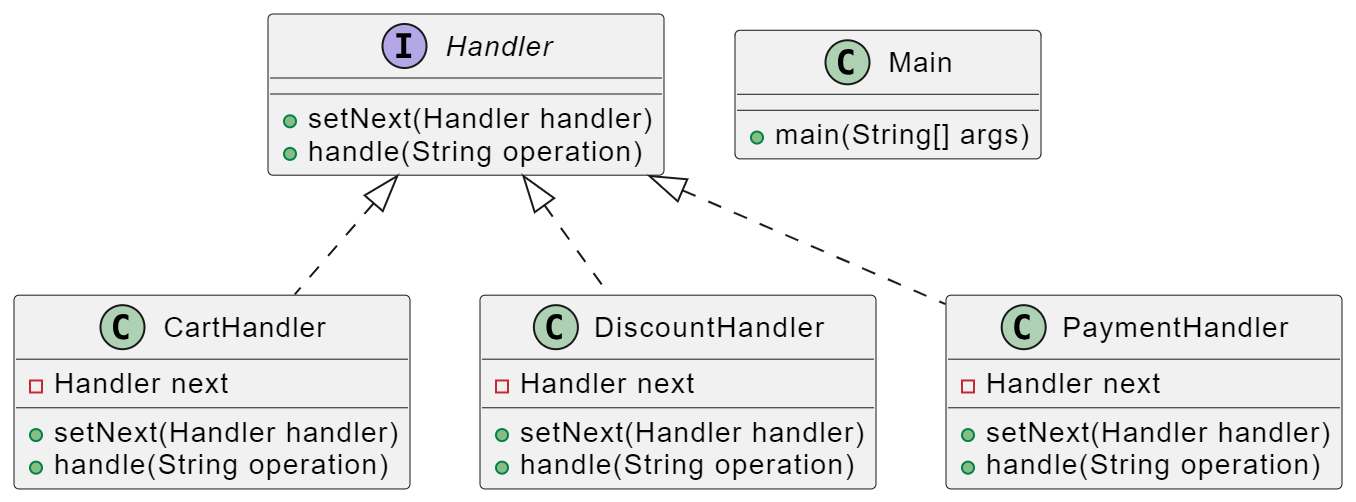 I Handler
setNext(Handler handler)
handle(String operation)
C Main
main(String[] args)
C CartHandler
Handler next
setNext(Handler handler)
handle(String operation)
C DiscountHandler
Handler next
setNext(Handler handler)
handle(String operation)
C PaymentHandler
Handler next
setNext(Handler handler)
handle(String operation)